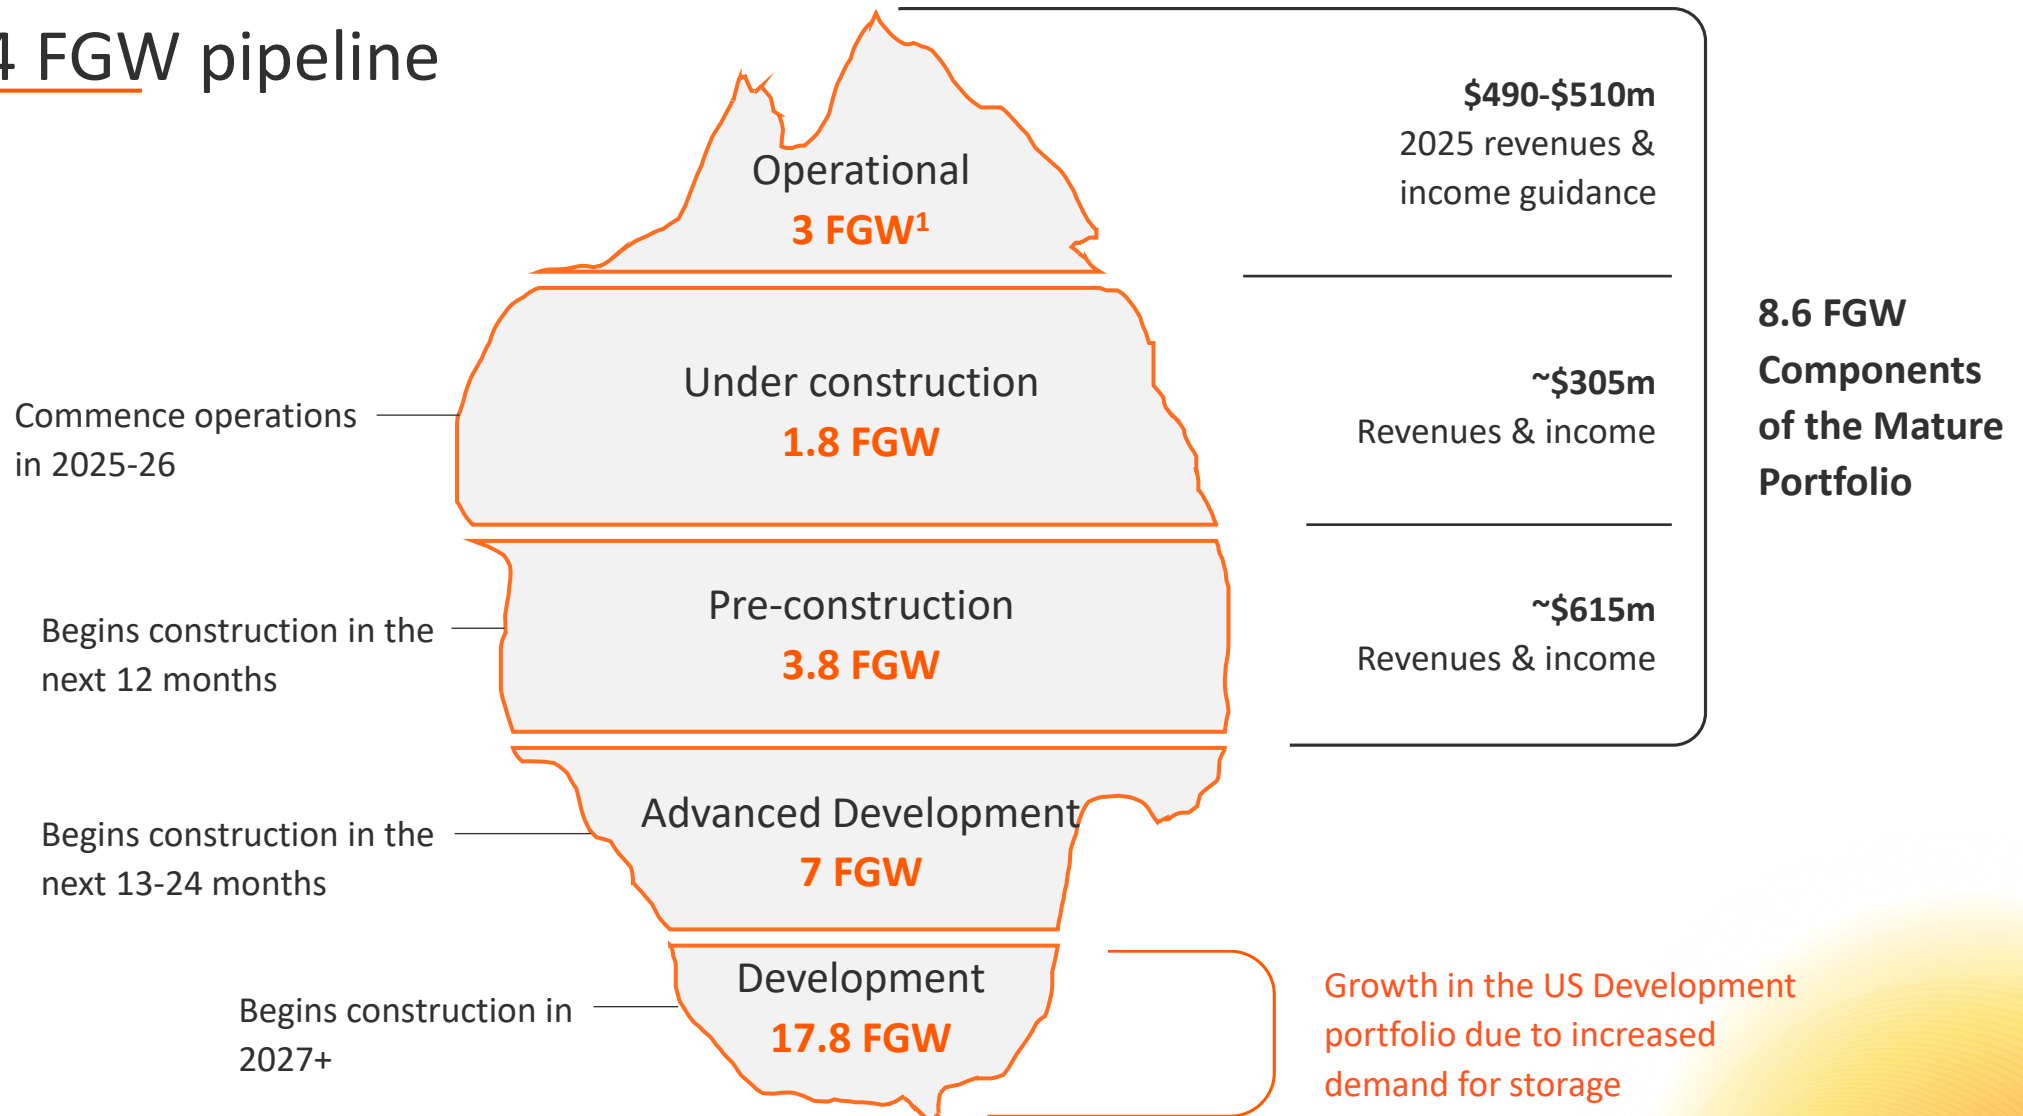 4 FGW pipeline
Operational
3 FGW¹
$490-$510m
2025 revenues &
income guidance
Commence operations
in 2025-26
Under construction
1.8 FGW
~$305m
Revenues & income
8.6 FGW
Components
of the Mature
Portfolio
Begins construction in the
next 12 months
Pre-construction
3.8 FGW
~$615m
Revenues & income
Begins construction in the
next 13-24 months
Advanced Development
7 FGW
Begins construction in
2027+
Development
17.8 FGW
Growth in the US Development
portfolio due to increased
demand for storage